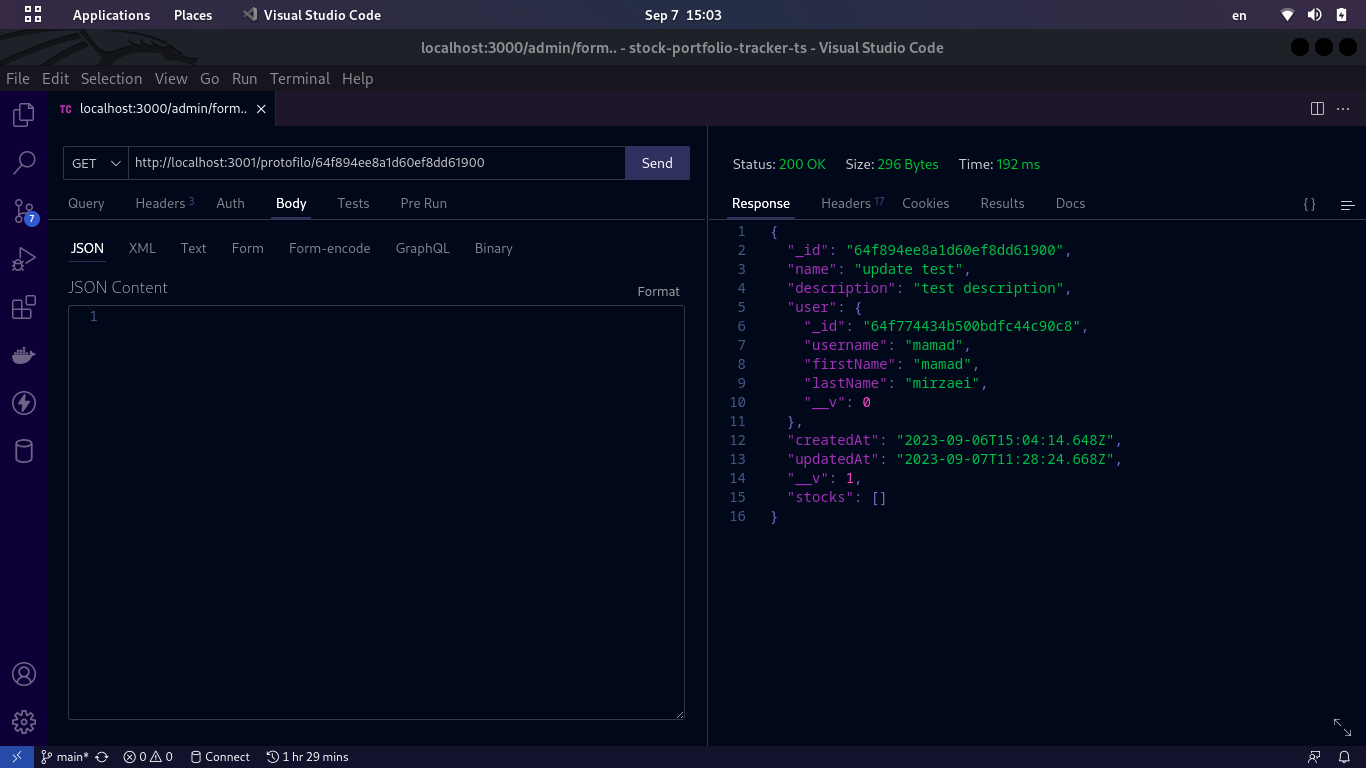 Applications Places Visual Studio Code Sep 7 15:03 en
localhost:3000/admin/form.. - stock-portfolio-tracker-ts - Visual Studio Code
File Edit Selection View Go Run Terminal Help
TC localhost:3000/admin/form..
GET http://localhost:3001/protofilo/64f894ee8a1d60ef8dd61900 Send
Query Headers 3 Auth Body Tests Pre Run
JSON XML Text Form Form-encode GraphQL Binary
JSON Content
Format
1
7
Status: 200 OK Size: 296 Bytes Time: 192 ms
Response Headers 17 Cookies Results Docs { }
1 {
2 "_id": "64f894ee8a1d60ef8dd61900",
3 "name": "update test",
4 "description": "test description",
5 "user": {
6 "_id": "64f774434b500bdfc44c90c8",
7 "username": "mamad",
8 "firstName": "mamad",
9 "lastName": "mirzaei",
10 "__v": 0
11 },
12 "createdAt": "2023-09-06T15:04:14.648Z",
13 "updatedAt": "2023-09-07T11:28:24.668Z",
14 "__v": 1,
15 "stocks": []
16 }
main* 0 0 Connect 1 hr 29 mins